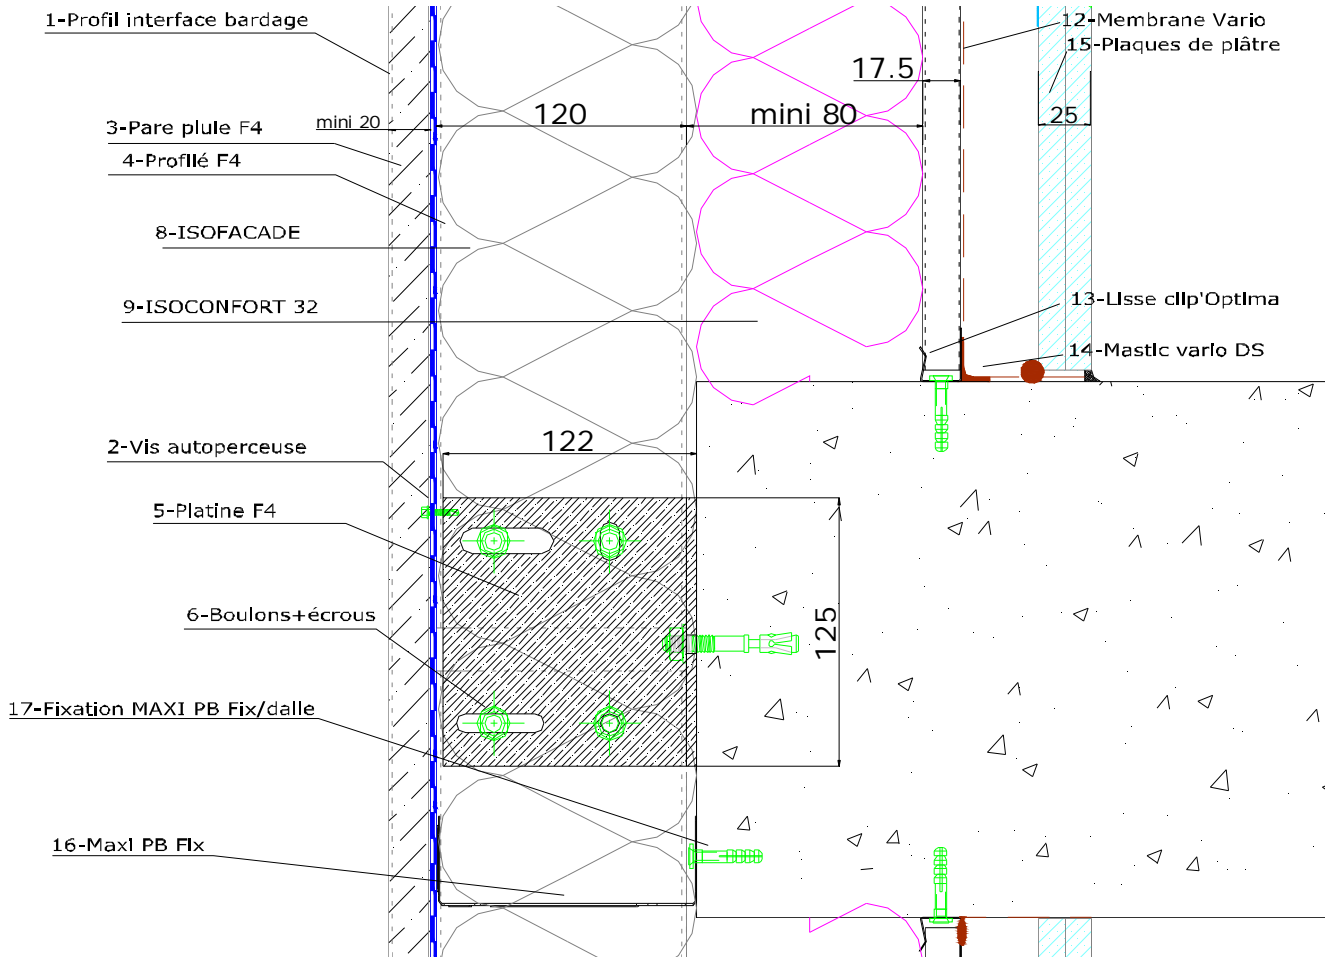 1-Profil interface bardage
12-Membrane Vario
15-Plaques de plâtre
17.5
3-Pare plule F4
mini 20
120
mini 80
25
4-Profilé F4
8-ISOFACADE
9-ISOCONFORT 32
13-Lisse clip'Optima
14-Mastic vario DS
122
2-Vis autoperceuse
5-Platine F4
6-Boulons+écrous
125
17-Fixation MAXI PB Fix/dalle
16-Maxi PB Fix